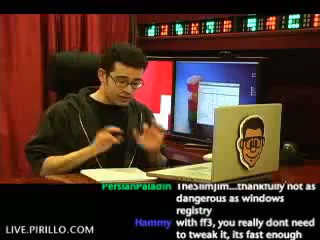 PersianPaladin TheSlimJim...thankfully not as
dangerous as windows
registry
Hammy with ff3, you really dont need
to tweak it, its fast enough
LIVE.PIRILLO.COM